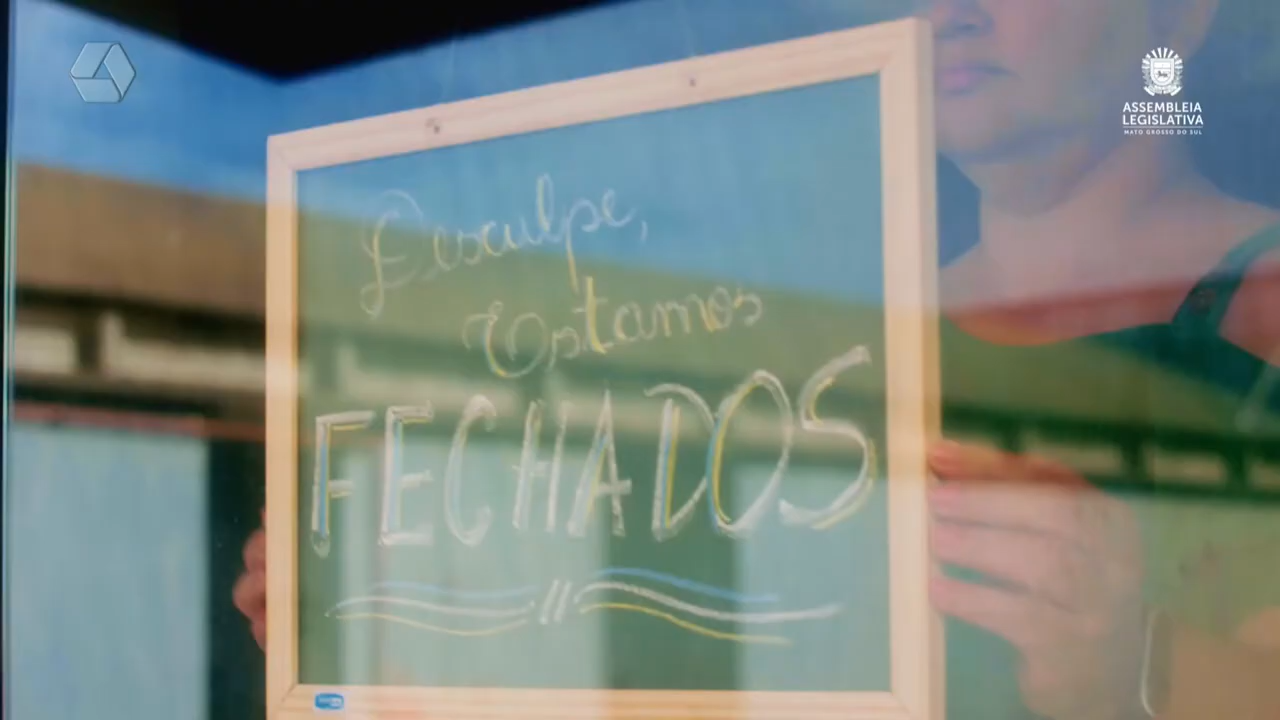 ASSEMBLEIA
LEGISLATIVA
MATO GROSSO DO SUL
Desculpe,
Estamos
FECHADOS